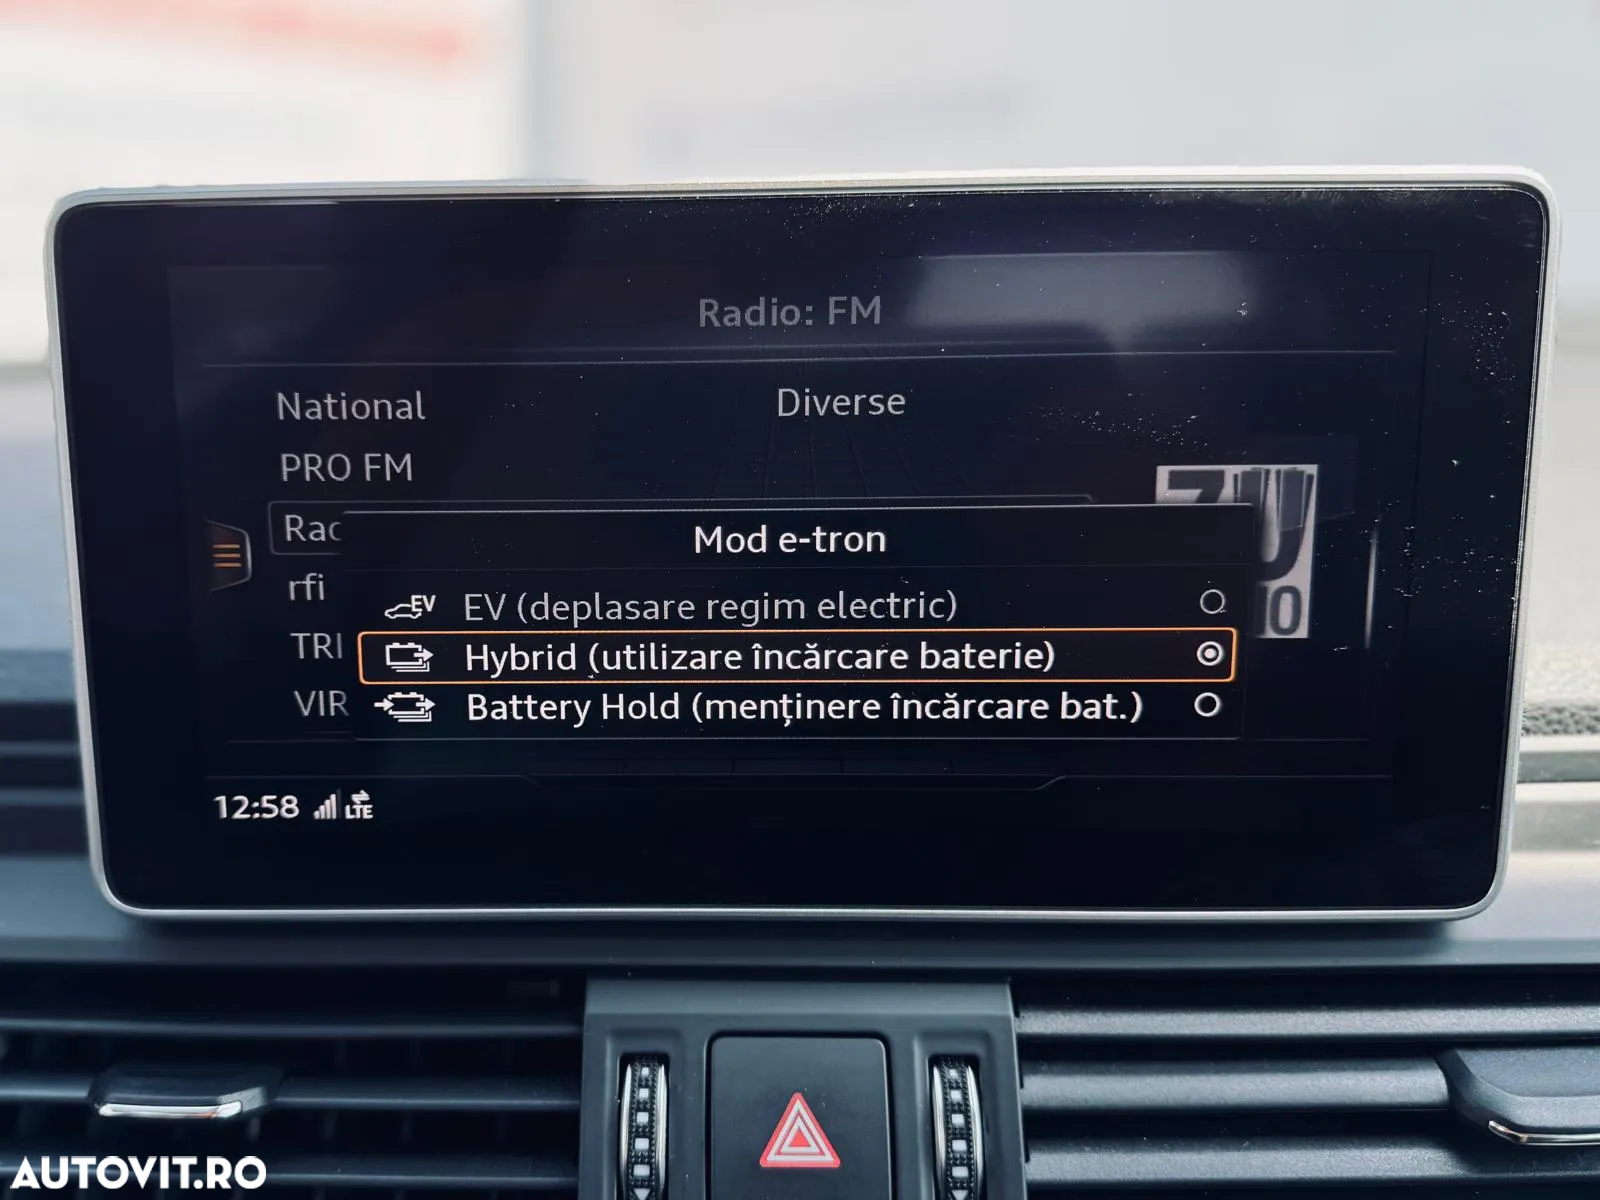 Radio: FM
National
Diverse
PRO FM
Rac
rfi
TRI
VIR
Mod e-tron
EV
EV (deplasare regim electric)
Hybrid (utilizare încărcare baterie)
Battery Hold (menținere încărcare bat.)
12:58
LTE
AUTOVIT.RO